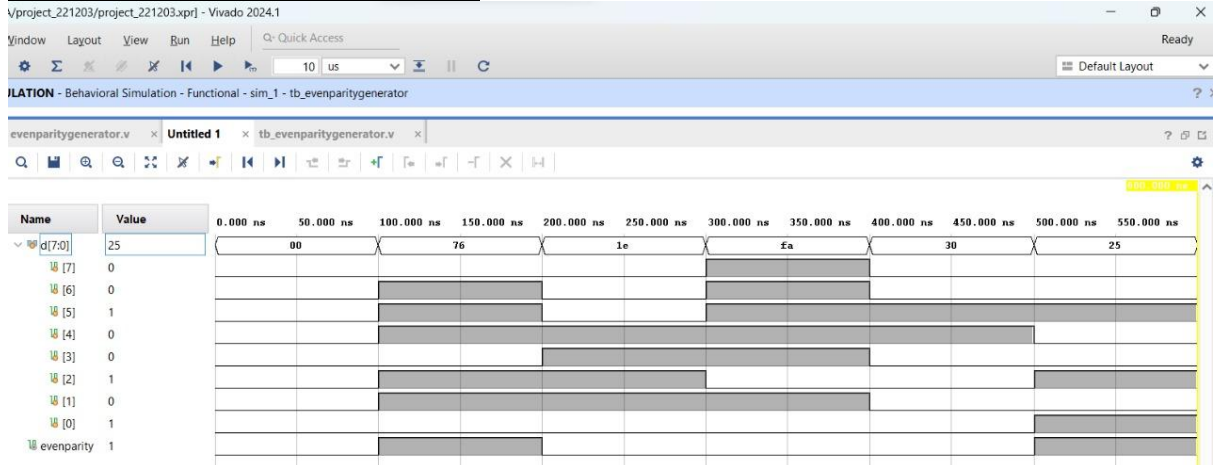 /project_221203/project_221203.xpr] - Vivado 2024.1
Window Layout View Run Help Quick Access
Ready
10 us
Default Layout
ULATION - Behavioral Simulation - Functional - sim_1 - tb_evenparitygenerator
evenparitygenerator.v Untitled 1 tb_evenparitygenerator.v
600.000 ns
Name Value 0.000 ns 50.000 ns 100.000 ns 150.000 ns 200.000 ns 250.000 ns 300.000 ns 350.000 ns 400.000 ns 450.000 ns 500.000 ns 550.000 ns
d[7:0] 25 00 76 1e fa 30 25
[7] 0
[6] 0
[5] 1
[4] 0
[3] 0
[2] 1
[1] 0
[0] 1
evenparity 1